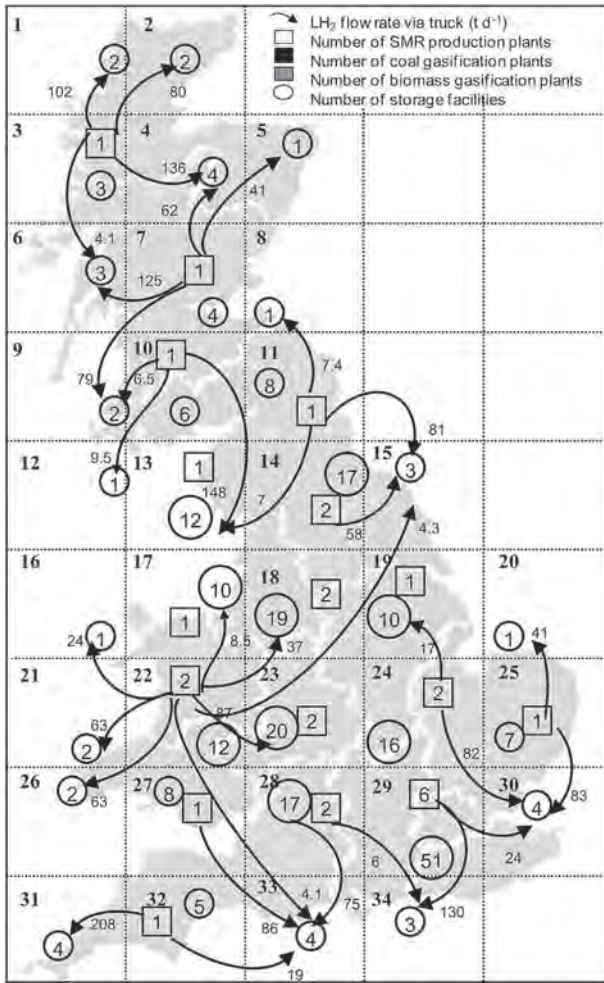 1 2 LH₂ flow rate via truck (t d⁻¹)
Number of SMR production plants
Number of coal gasification plants
Number of biomass gasification plants
Number of storage facilities
2 2
102 80
3 4 5
1 1
136 4
3 41
62
6 4.1 7 8
3 125 1
4 1
9 10 1 11 7.4
79 6.5 8
2 6 1 81
12 9.5 13 14 15
1 1 17 3
12 148 7 2 58 4.3
16 17 18 19 20
10 2 1
1 1 19 10 1
24 8.5 37 17 41
21 22 2 23 24 2 25
63 87 20 2 1
2 12 16 7
82 83
26 2 27 8 28 17 29 6 30
63 1 2 4
51 24
6
31 32 33 4.1 75 34
208 1 5 86 4 3 130
4 19